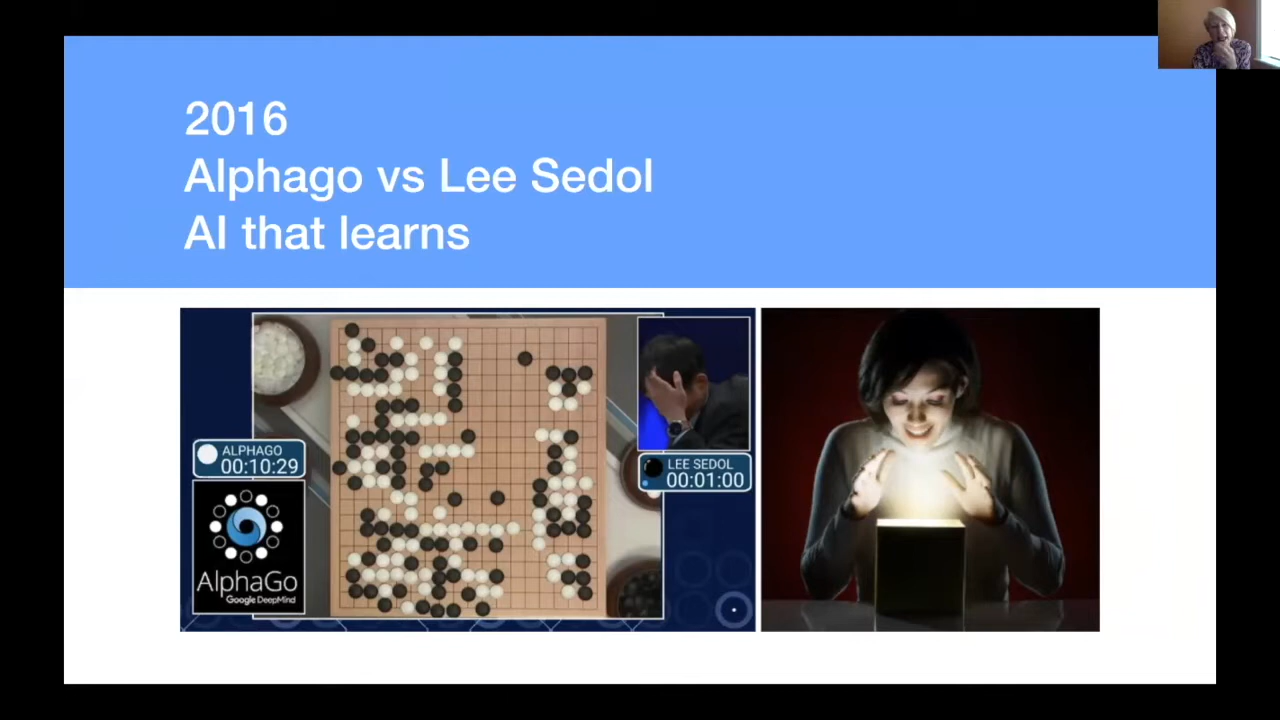 2016
Alphago vs Lee Sedol
AI that learns
ALPHAGO
00:10:29
LEE SEDOL
00:01:00
AlphaGo
Google DeepMind